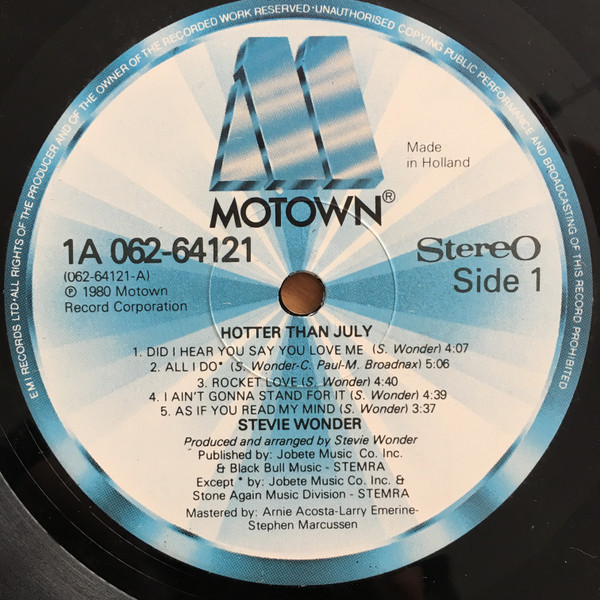 EMI RECORDS LTD·ALL RIGHTS OF THE PRODUCER AND OF THE OWNER OF THE RECORDED WORK RESERVED·UNAUTHORISED COPYING PUBLIC PERFORMANCE AND BROADCASTING OF THIS RECORD PROHIBITED
Made
in Holland
MOTOWN®
1A 062-64121
(062-64121-A)
℗ 1980 Motown
Record Corporation
Stereo
Side 1
HOTTER THAN JULY
1. DID I HEAR YOU SAY YOU LOVE ME (S. Wonder) 4:07
2. ALL I DO* (S. Wonder-C. Paul-M. Broadnax) 5:06
3. ROCKET LOVE (S. Wonder) 4:40
4. I AIN'T GONNA STAND FOR IT (S. Wonder) 4:39
5. AS IF YOU READ MY MIND (S. Wonder) 3:37
STEVIE WONDER
Produced and arranged by Stevie Wonder
Published by: Jobete Music Co. Inc.
& Black Bull Music - STEMRA
Except * by: Jobete Music Co. Inc. &
Stone Again Music Division - STEMRA
Mastered by: Arnie Acosta-Larry Emerine-
Stephen Marcussen